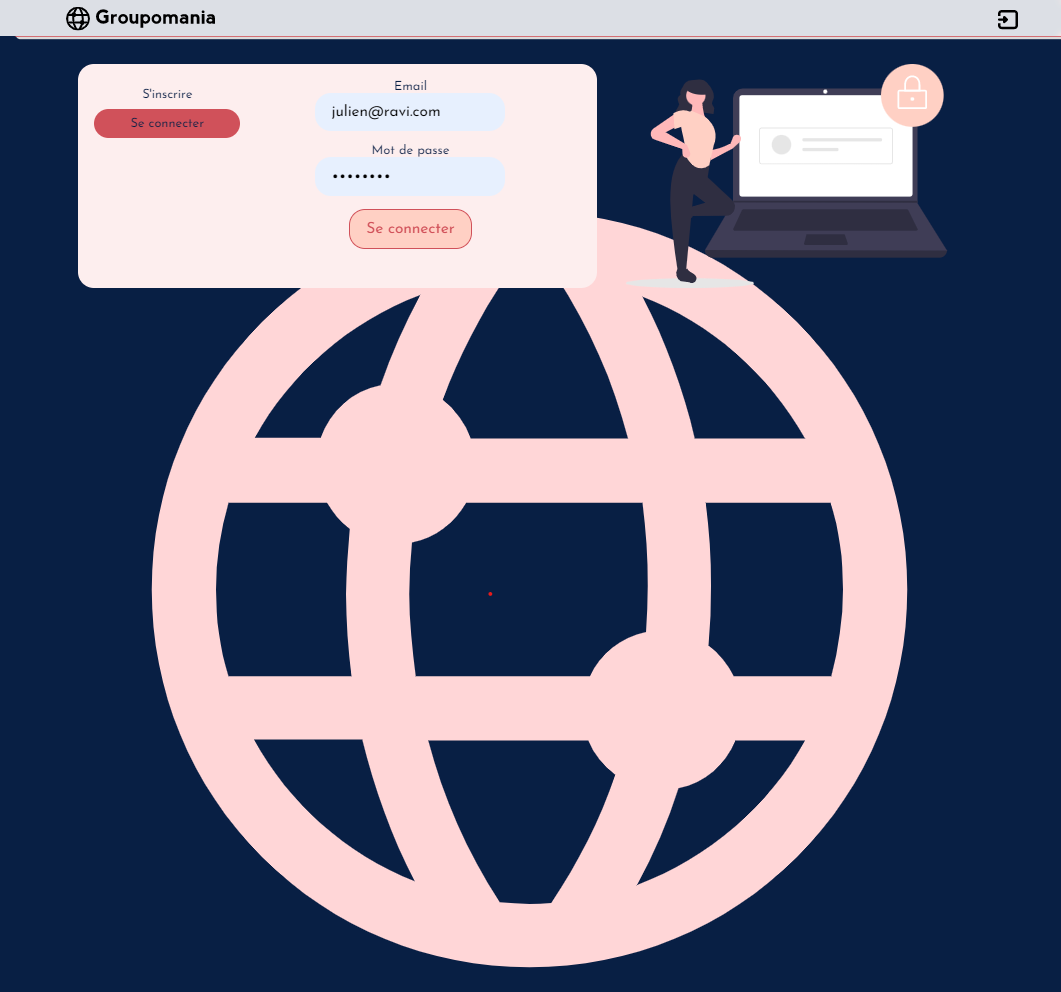 Groupomania
S'inscrire
Se connecter
Email
julien@ravi.com
Mot de passe
••••••••
Se connecter